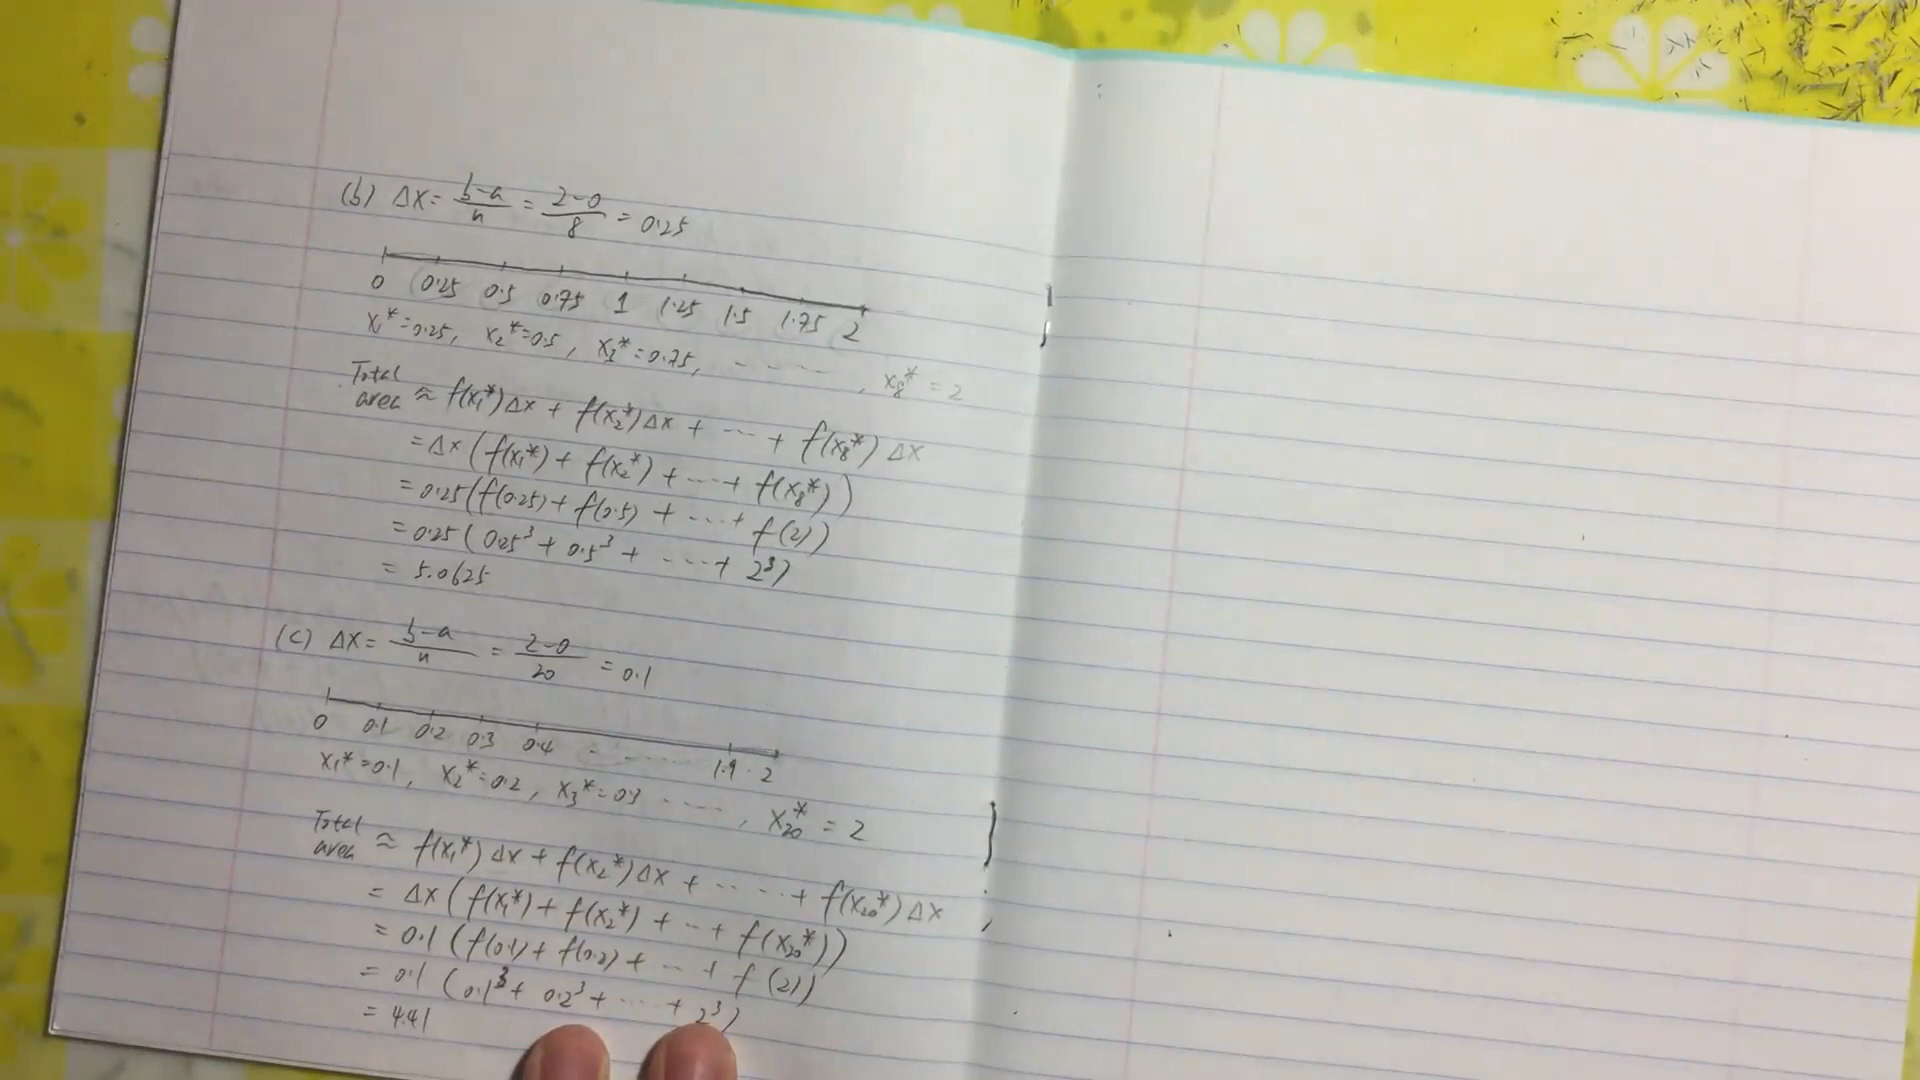 (b) Δx = b-a/n = 2-0/8 = 0.25
0 0.25 0.5 0.75 1 1.25 1.5 1.75 2
x₁* = 0.25, x₂* = 0.5, x₃* = 0.75, ......, x₈* = 2
Total area ≈ f(x₁*)Δx + f(x₂*)Δx + ... + f(x₈*)Δx
= Δx (f(x₁*) + f(x₂*) + ... + f(x₈*))
= 0.25 (f(0.25) + f(0.5) + ... + f(2))
= 0.25 (0.25³ + 0.5³ + ... + 2³)
= 5.0625
(c) Δx = b-a/n = 2-0/20 = 0.1
0 0.1 0.2 0.3 0.4 ...... 1.9 2
x₁* = 0.1, x₂* = 0.2, x₃* = 0.3 ....., x₂₀* = 2
Total area ≈ f(x₁*)Δx + f(x₂*)Δx + ..... + f(x₂₀*)Δx
= Δx (f(x₁*) + f(x₂*) + ... + f(x₂₀*))
= 0.1 (f(0.1) + f(0.2) + ... + f(2))
= 0.1 (0.1³ + 0.2³ + .... + 2³)
= 4.41